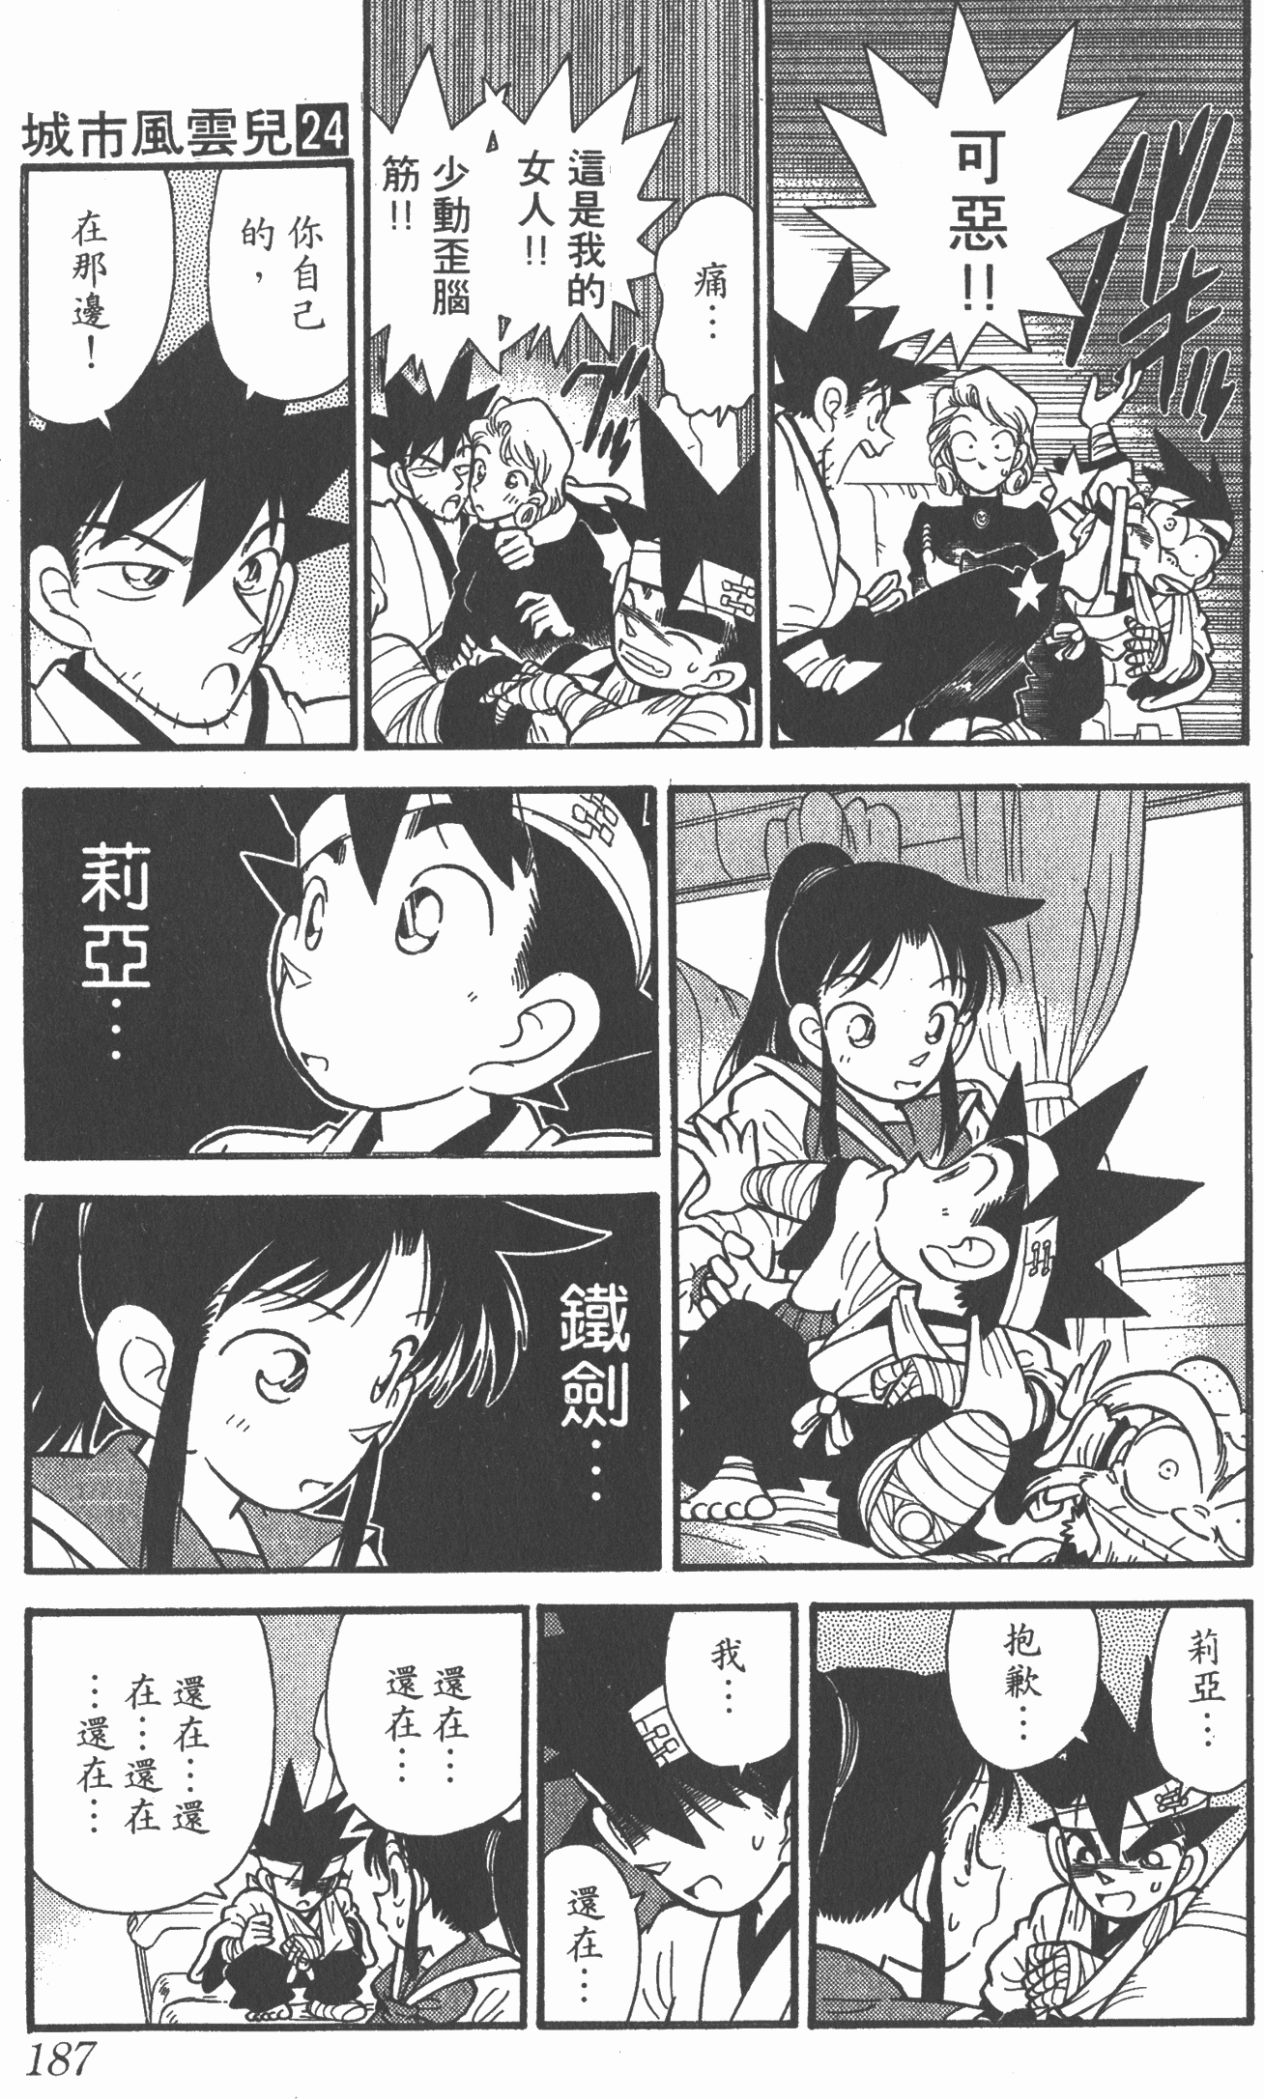 城市風雲兒24
可惡!!
痛…
這是我的
女人!!
少動歪腦
筋!!
你自己
的，
在那邊！
莉亞…
鐵劍…
莉亞…
抱歉…
我…
還在…
還在…
還在…
還在…還
在…還在
…還在…
187